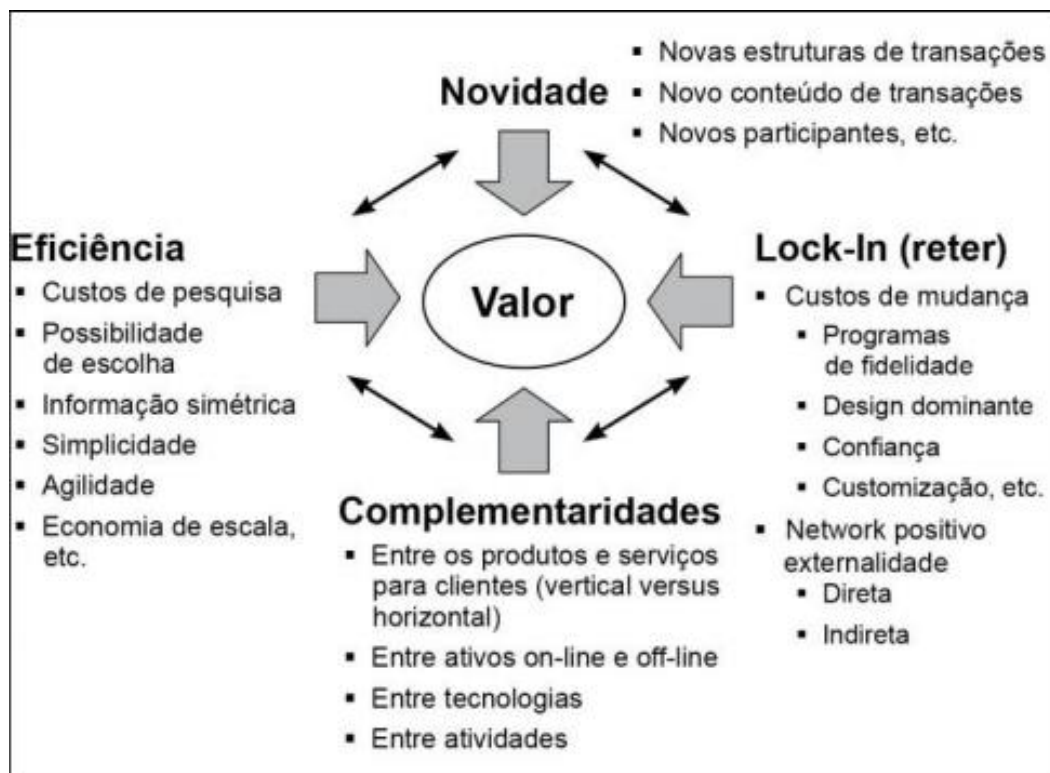 Novidade
▪ Novas estruturas de transações
▪ Novo conteúdo de transações
▪ Novos participantes, etc.
Eficiência
▪ Custos de pesquisa
▪ Possibilidade
de escolha
▪ Informação simétrica
▪ Simplicidade
▪ Agilidade
▪ Economia de escala,
etc.
Valor
Lock-In (reter)
▪ Custos de mudança
▪ Programas
de fidelidade
▪ Design dominante
▪ Confiança
▪ Customização, etc.
▪ Network positivo
externalidade
▪ Direta
▪ Indireta
Complementaridades
▪ Entre os produtos e serviços
para clientes (vertical versus
horizontal)
▪ Entre ativos on-line e off-line
▪ Entre tecnologias
▪ Entre atividades